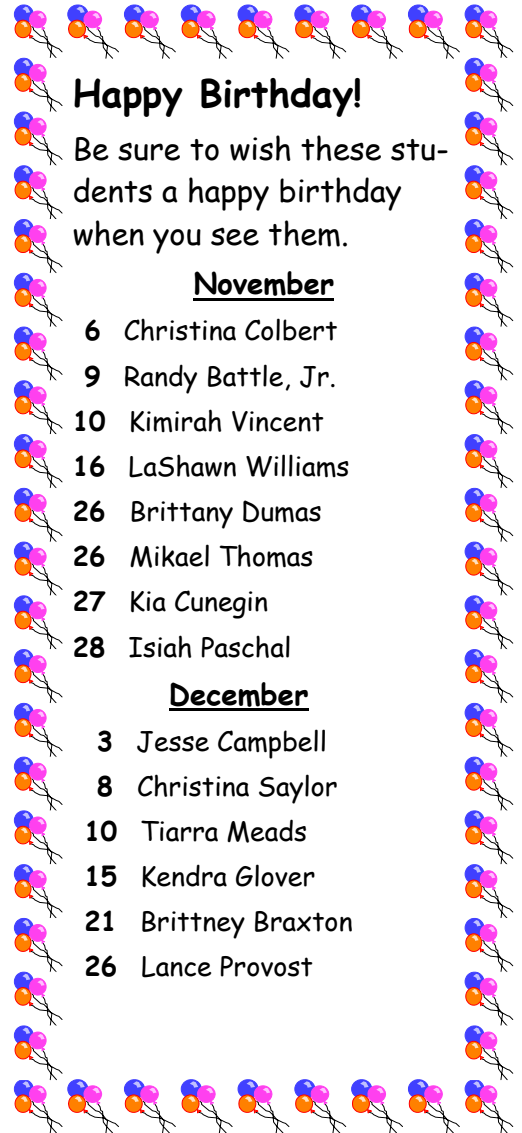 Happy Birthday!
Be sure to wish these stu-
dents a happy birthday
when you see them.
November
6 Christina Colbert
9 Randy Battle, Jr.
10 Kimirah Vincent
16 LaShawn Williams
26 Brittany Dumas
26 Mikael Thomas
27 Kia Cunegin
28 Isiah Paschal
December
3 Jesse Campbell
8 Christina Saylor
10 Tiarra Meads
15 Kendra Glover
21 Brittney Braxton
26 Lance Provost